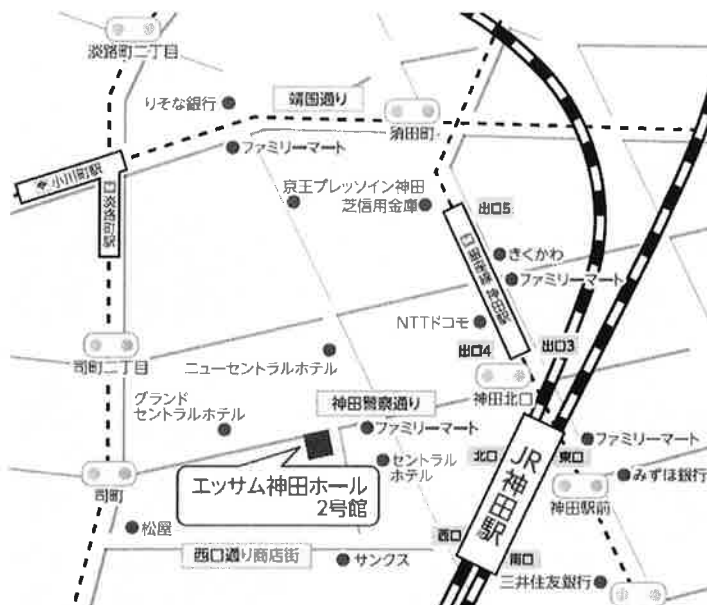 淡路町二丁目
りそな銀行
靖国通り
須田町
ファミリーマート
小川町駅
淡路町駅
京王プレッソイン神田
芝信用金庫
出口5
きくかわ
ファミリーマート
銀座線 神田駅
NTTドコモ
出口4
出口3
司町二丁目
ニューセントラルホテル
神田北口
グランド
セントラルホテル
神田警察通り
ファミリーマート
北口
JR神田駅
東口
ファミリーマート
セントラル
ホテル
みずほ銀行
司町
エッサム神田ホール
2号館
神田駅前
松屋
西口
西口通り商店街
サンクス
南口
三井住友銀行